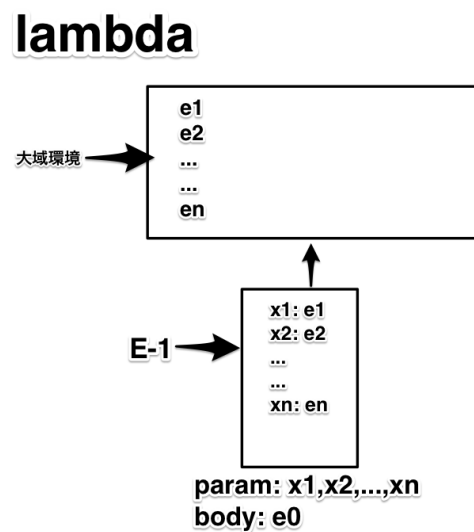 lambda
e1
e2
大域環境
...
...
en
x1: e1
x2: e2
E-1
...
...
xn: en
param: x1,x2,...,xn
body: e0